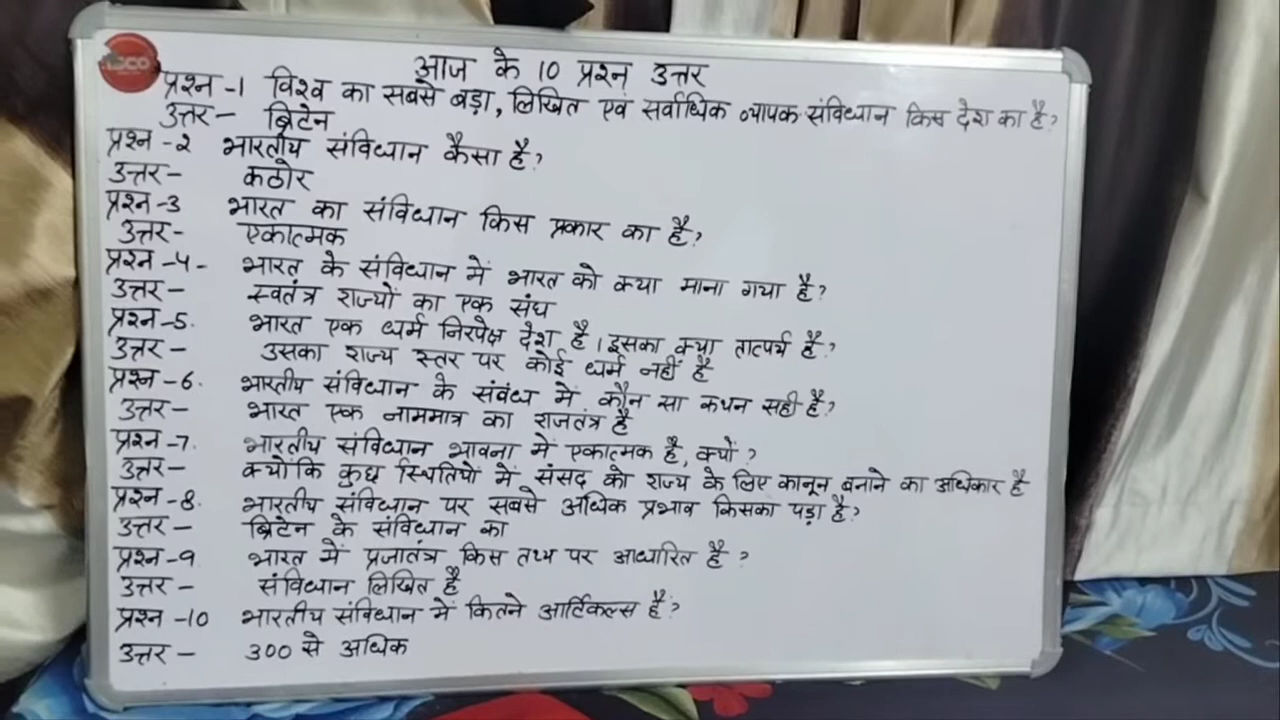 आज के 10 प्रश्न उत्तर
प्रश्न -1 विश्व का सबसे बड़ा, लिखित एवं सर्वाधिक व्यापक संविधान किस देश का है?
उत्तर - ब्रिटेन
प्रश्न -2 भारतीय संविधान कैसा है?
उत्तर - कठोर
प्रश्न -3 भारत का संविधान किस प्रकार का है?
उत्तर - एकात्मक
प्रश्न -4 - भारत के संविधान में भारत को क्या माना गया है?
उत्तर - स्वतंत्र राज्यों का एक संघ
प्रश्न -5. भारत एक धर्म निरपेक्ष देश है। इसका क्या तात्पर्य है?
उत्तर - उसका राज्य स्तर पर कोई धर्म नहीं है
प्रश्न -6. भारतीय संविधान के संबंध में कौन सा कथन सही है?
उत्तर - भारत एक नाममात्र का राजतंत्र है
प्रश्न -7. भारतीय संविधान भावना में एकात्मक है, क्यों?
उत्तर - क्योंकि कुछ स्थितियों में संसद को राज्य के लिए कानून बनाने का अधिकार है
प्रश्न -8. भारतीय संविधान पर सबसे अधिक प्रभाव किसका पड़ा है?
उत्तर - ब्रिटेन के संविधान का
प्रश्न -9 भारत में प्रजातंत्र किस तथ्य पर आधारित है?
उत्तर - संविधान लिखित है
प्रश्न -10 भारतीय संविधान में कितने आर्टिकल्स हैं?
उत्तर - 300 से अधिक